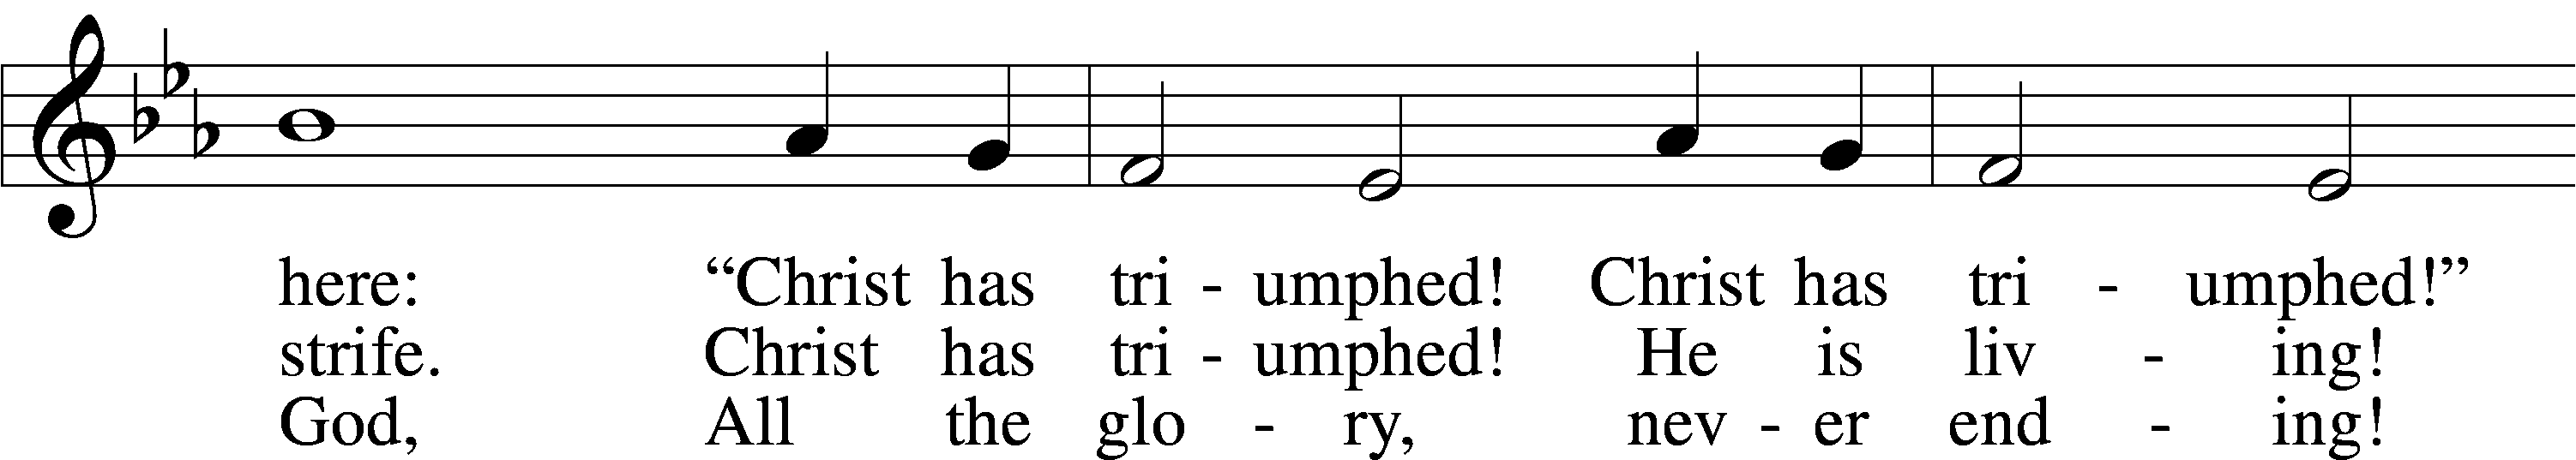 here: “Christ has tri - umphed! Christ has tri - umphed!”
strife. Christ has tri - umphed! He is liv - ing!
God, All the glo - ry, nev - er end - ing!